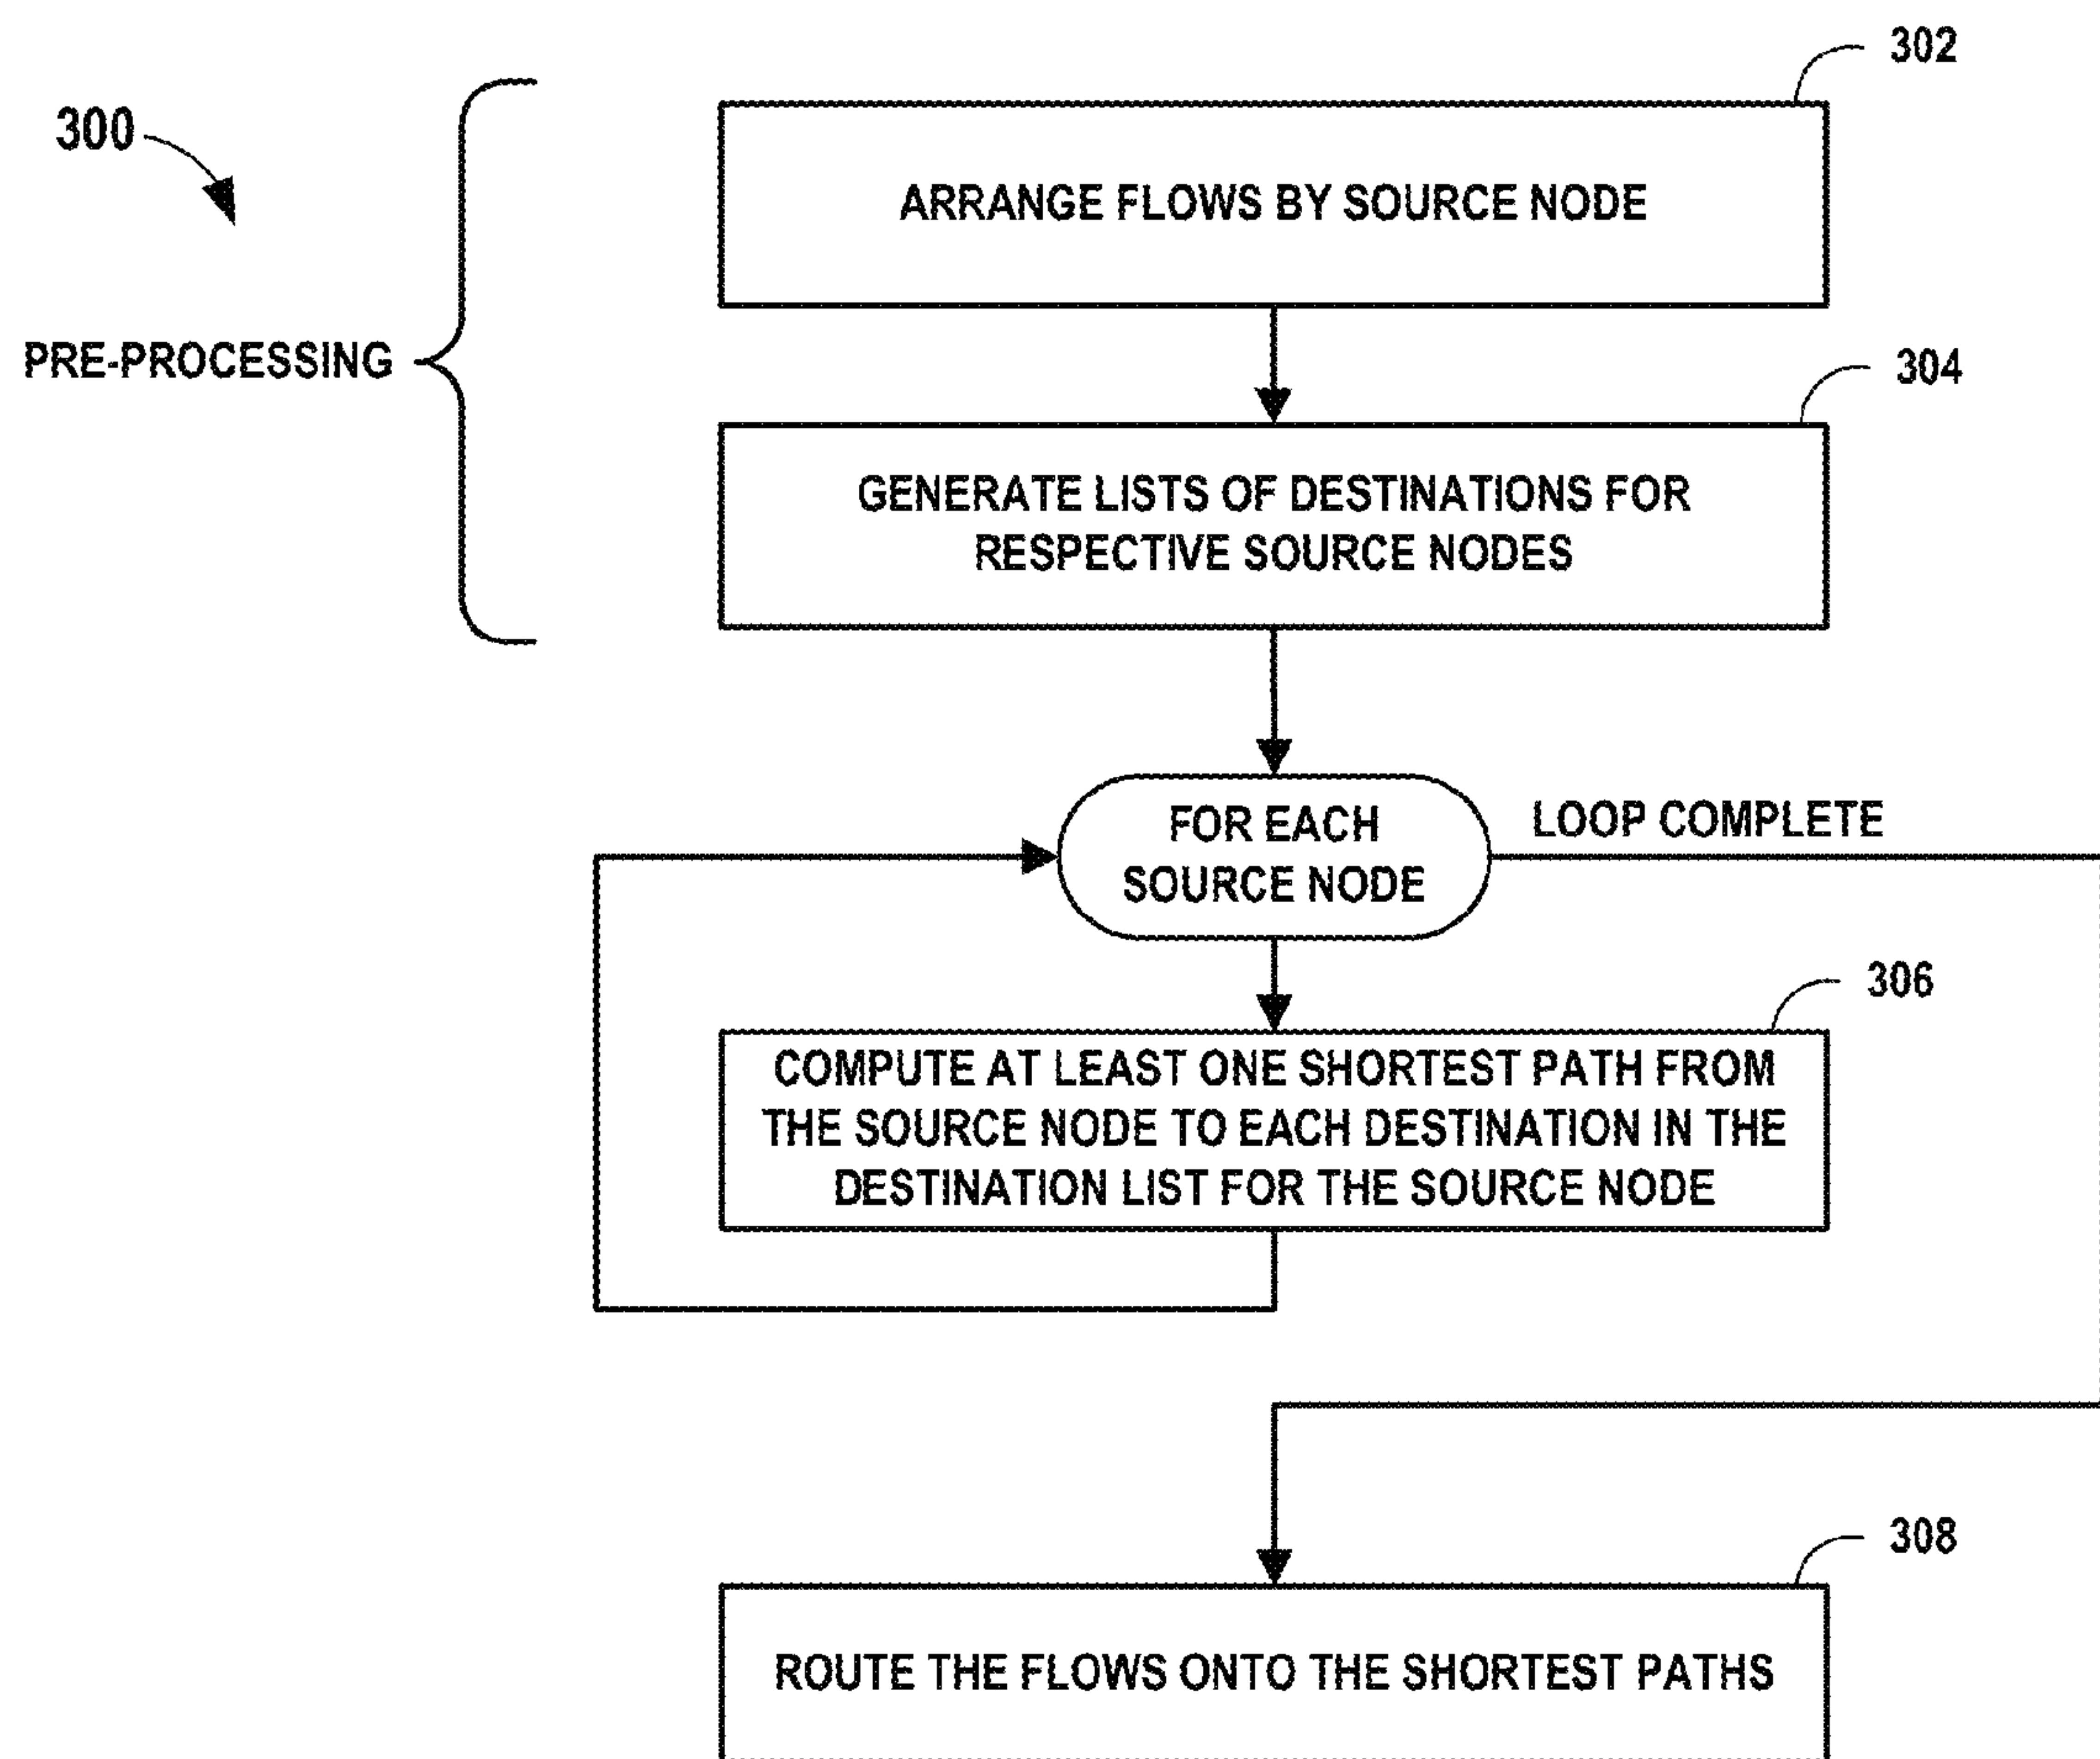 302
300
ARRANGE FLOWS BY SOURCE NODE
PRE-PROCESSING
304
GENERATE LISTS OF DESTINATIONS FOR
RESPECTIVE SOURCE NODES
FOR EACH
SOURCE NODE
LOOP COMPLETE
306
COMPUTE AT LEAST ONE SHORTEST PATH FROM
THE SOURCE NODE TO EACH DESTINATION IN THE
DESTINATION LIST FOR THE SOURCE NODE
308
ROUTE THE FLOWS ONTO THE SHORTEST PATHS